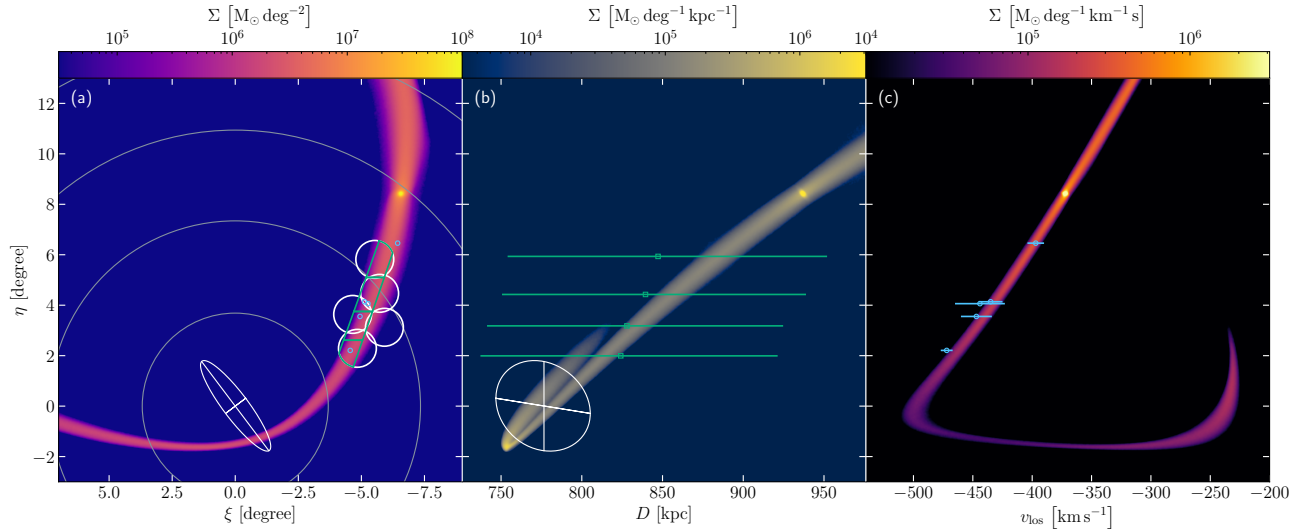 Σ [M⊙ deg⁻²] Σ [M⊙ deg⁻¹ kpc⁻¹] Σ [M⊙ deg⁻¹ km⁻¹ s]
10⁵ 10⁶ 10⁷ 10⁸ 10⁴ 10⁵ 10⁶ 10⁴ 10⁵ 10⁶
(a) (b) (c)
12
10
8
6
4
2
0
−2
η [degree]
5.0 2.5 0.0 −2.5 −5.0 −7.5 750 800 850 900 950 −500 −450 −400 −350 −300 −250 −200
ξ [degree] D [kpc] v_los [km s⁻¹]